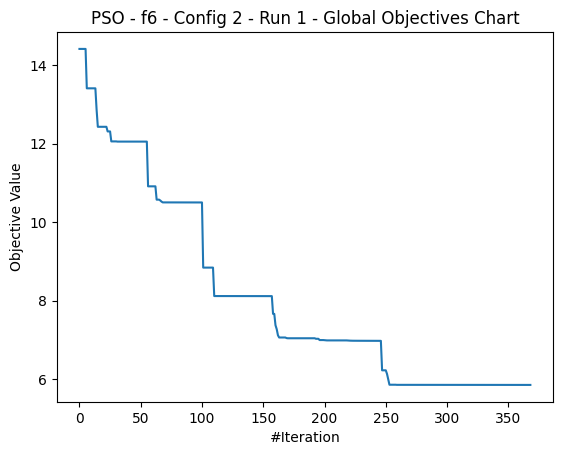 PSO - f6 - Config 2 - Run 1 - Global Objectives Chart
14
12
10
8
6
Objective Value
0 50 100 150 200 250 300 350
#Iteration